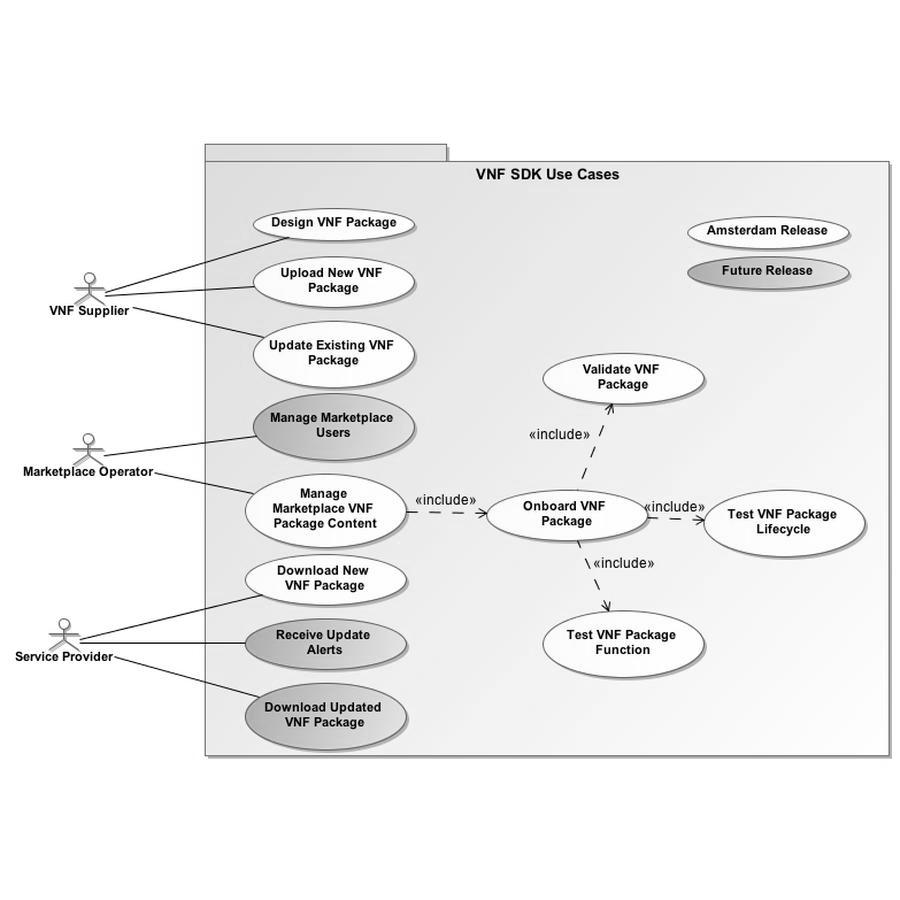 VNF SDK Use Cases
Design VNF Package
Amsterdam Release
Upload New VNF
Package
Future Release
VNF Supplier
Update Existing VNF
Package
Validate VNF
Package
Manage Marketplace
Users
«include»
Marketplace Operator
Manage
Marketplace VNF
Package Content
«include»
Onboard VNF
Package
«include»
Test VNF Package
Lifecycle
«include»
Download New
VNF Package
Receive Update
Alerts
Test VNF Package
Function
Service Provider
Download Updated
VNF Package